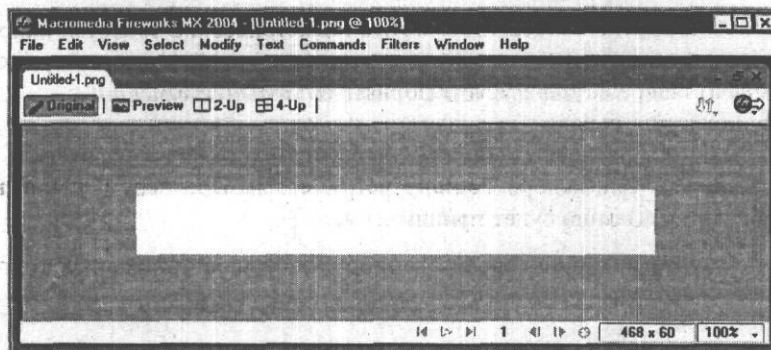 Macromedia Fireworks MX 2004 - [Untitled-1.png @ 100%]
File Edit View Select Modify Text Commands Filters Window Help
Untitled-1.png
Original Preview 2-Up 4-Up
1 468 x 60 100%